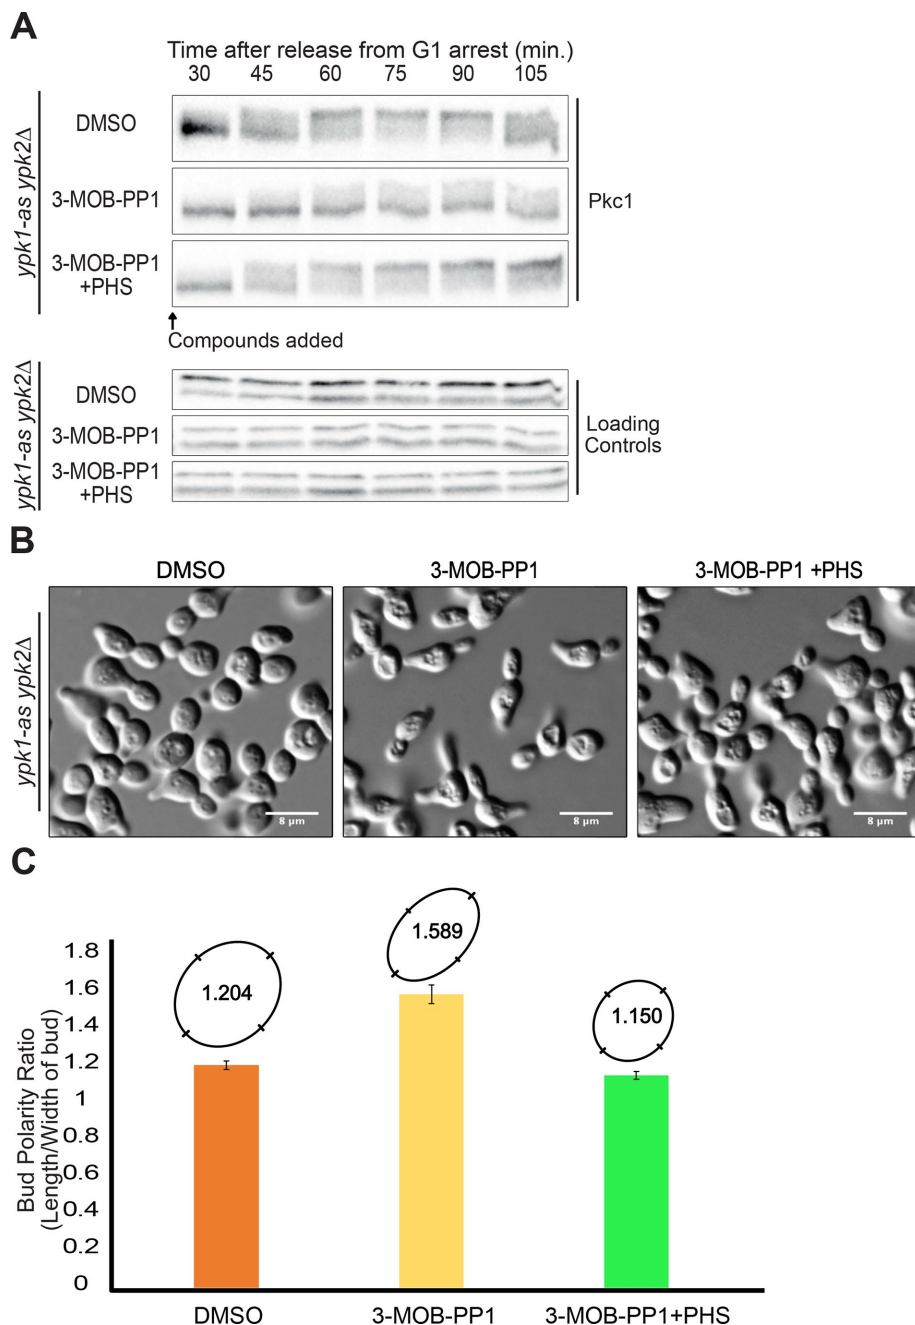 A
Time after release from G1 arrest (min.)
30 45 60 75 90 105
ypk1-as ypk2Δ
DMSO
3-MOB-PP1
3-MOB-PP1
+PHS
Pkc1
Compounds added
ypk1-as ypk2Δ
DMSO
3-MOB-PP1
3-MOB-PP1
+PHS
Loading
Controls
B
DMSO 3-MOB-PP1 3-MOB-PP1 +PHS
ypk1-as ypk2Δ
8 µm 8 µm 8 µm
C
Bud Polarity Ratio
(Length/Width of bud)
1.8
1.6
1.4
1.2
1
0.8
0.6
0.4
0.2
0
1.204
1.589
1.150
DMSO 3-MOB-PP1 3-MOB-PP1+PHS